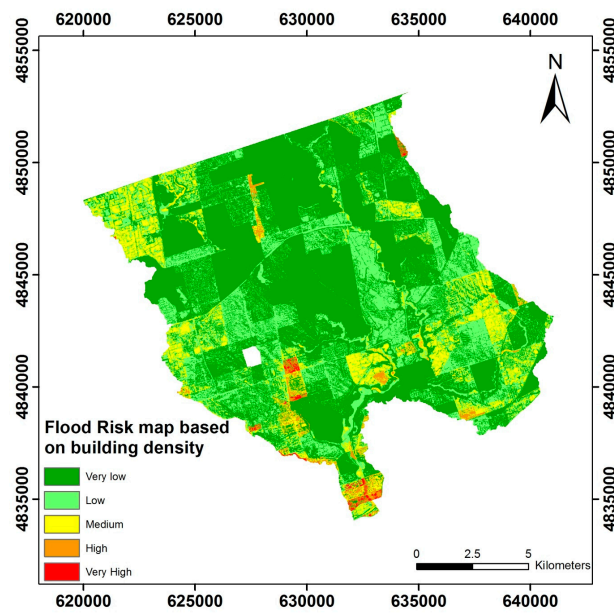 620000 625000 630000 635000 640000
4855000 4855000
N
4850000 4850000
4845000 4845000
4840000 4840000
Flood Risk map based
on building density
Very low
Low
4835000 4835000
Medium
High
0 2.5 5
Kilometers
Very High
620000 625000 630000 635000 640000